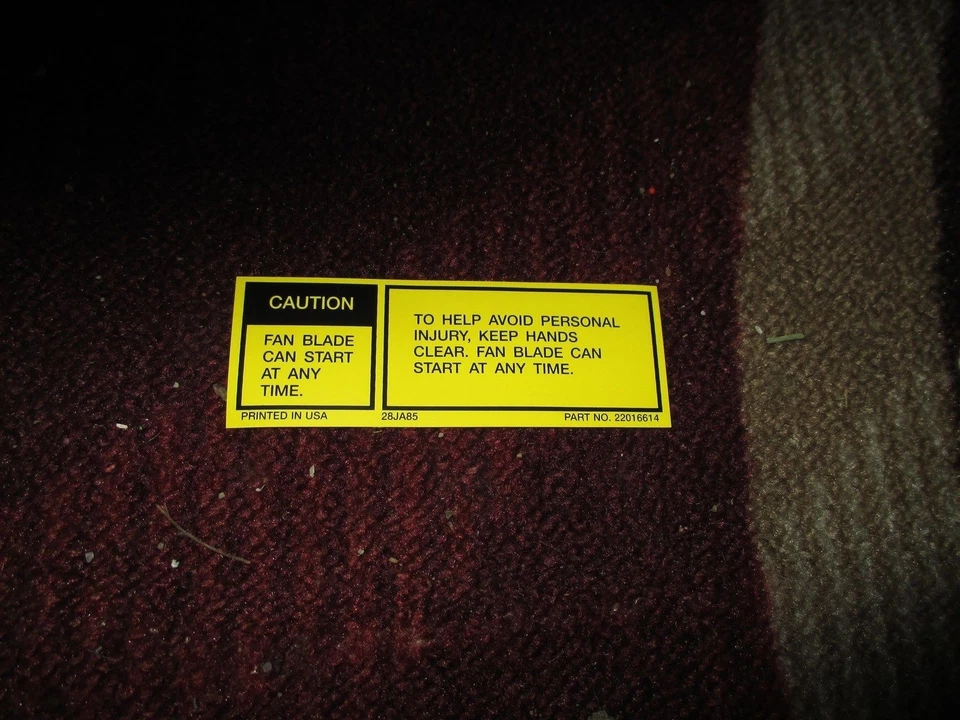 CAUTION
FAN BLADE
CAN START
AT ANY
TIME.
TO HELP AVOID PERSONAL
INJURY, KEEP HANDS
CLEAR. FAN BLADE CAN
START AT ANY TIME.
PRINTED IN USA 28JA85 PART NO. 22016614